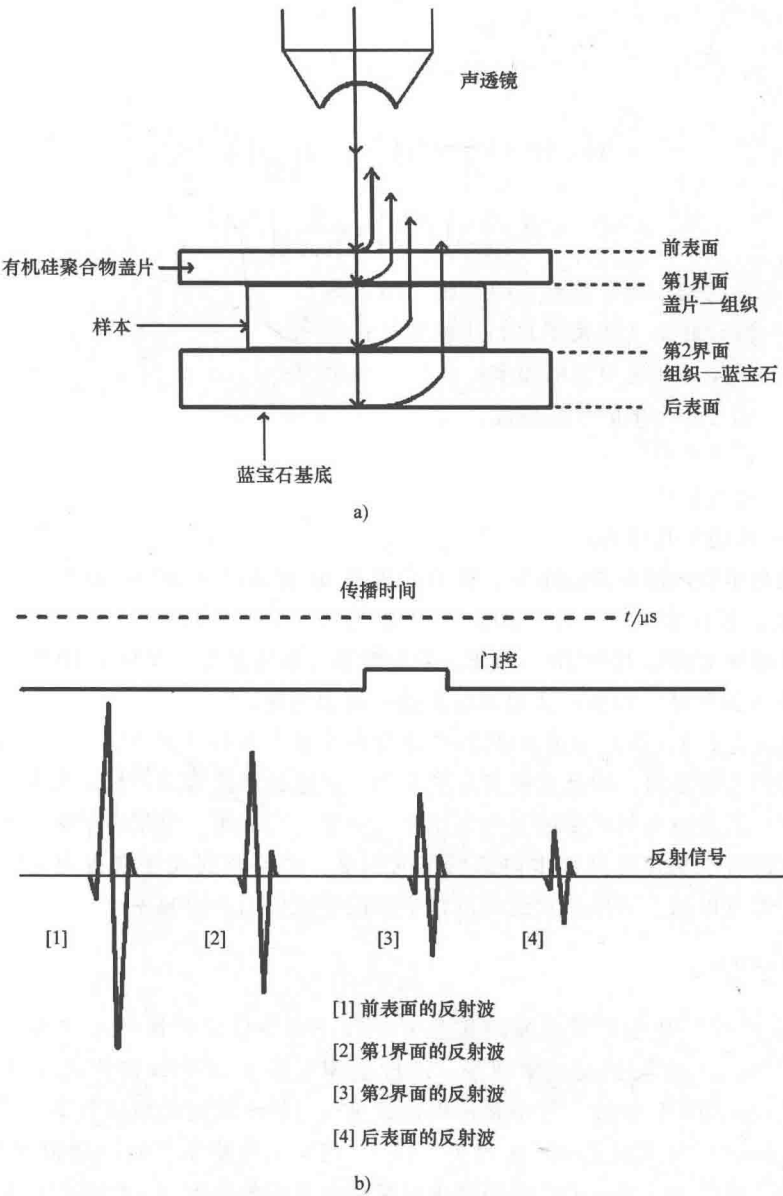 声透镜
前表面
有机硅聚合物盖片
第1界面
盖片—组织
样本
第2界面
组织—蓝宝石
后表面
蓝宝石基底
a)
传播时间
t/μs
门控
反射信号
[1]
[2]
[3]
[4]
[1] 前表面的反射波
[2] 第1界面的反射波
[3] 第2界面的反射波
[4] 后表面的反射波
b)